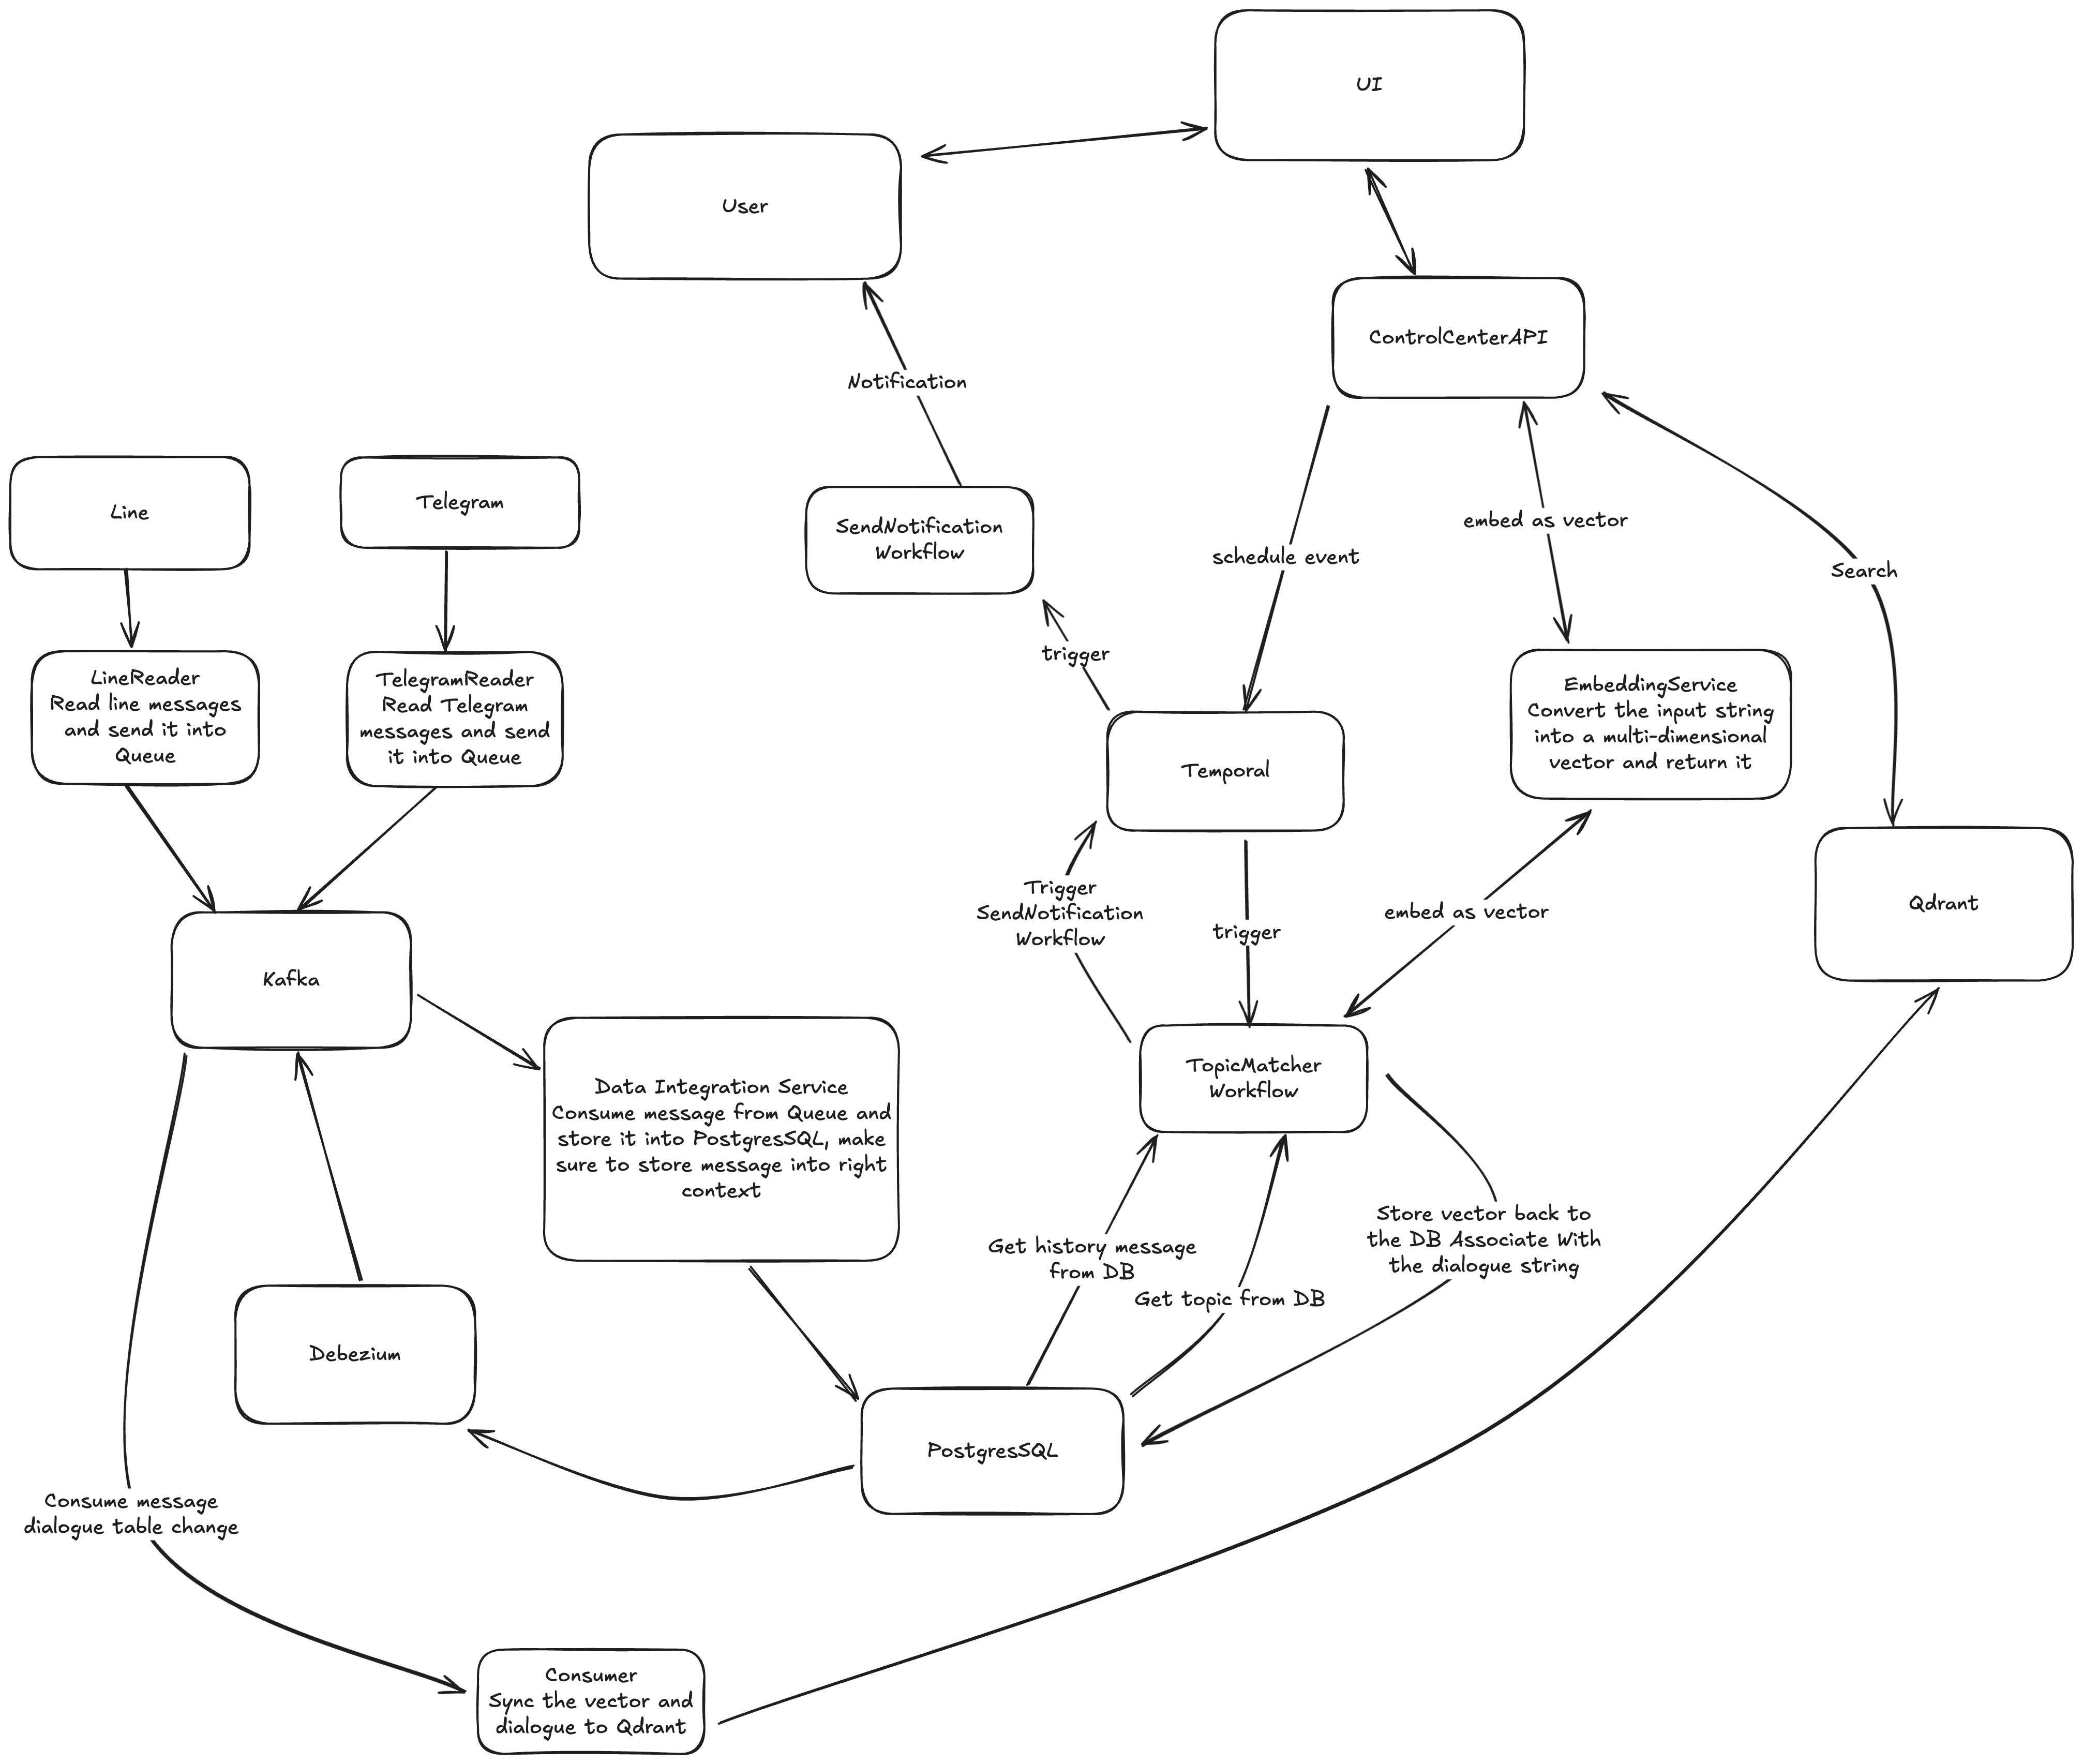 UI
User
ControlCenterAPI
Notification
Line
Telegram
SendNotification
Workflow
schedule event
embed as vector
Search
trigger
LineReader
Read line messages
and send it into
Queue
TelegramReader
Read Telegram
messages and send
it into Queue
Temporal
EmbeddingService
Convert the input string
into a multi-dimensional
vector and return it
Trigger
SendNotification
Workflow
trigger
embed as vector
Qdrant
Kafka
Data Integration Service
Consume message from Queue and
store it into PostgresSQL, make
sure to store message into right
context
TopicMatcher
Workflow
Get history message
from DB
Get topic from DB
Store vector back to
the DB Associate With
the dialogue string
Debezium
PostgresSQL
Consume message
dialogue table change
Consumer
Sync the vector and
dialogue to Qdrant